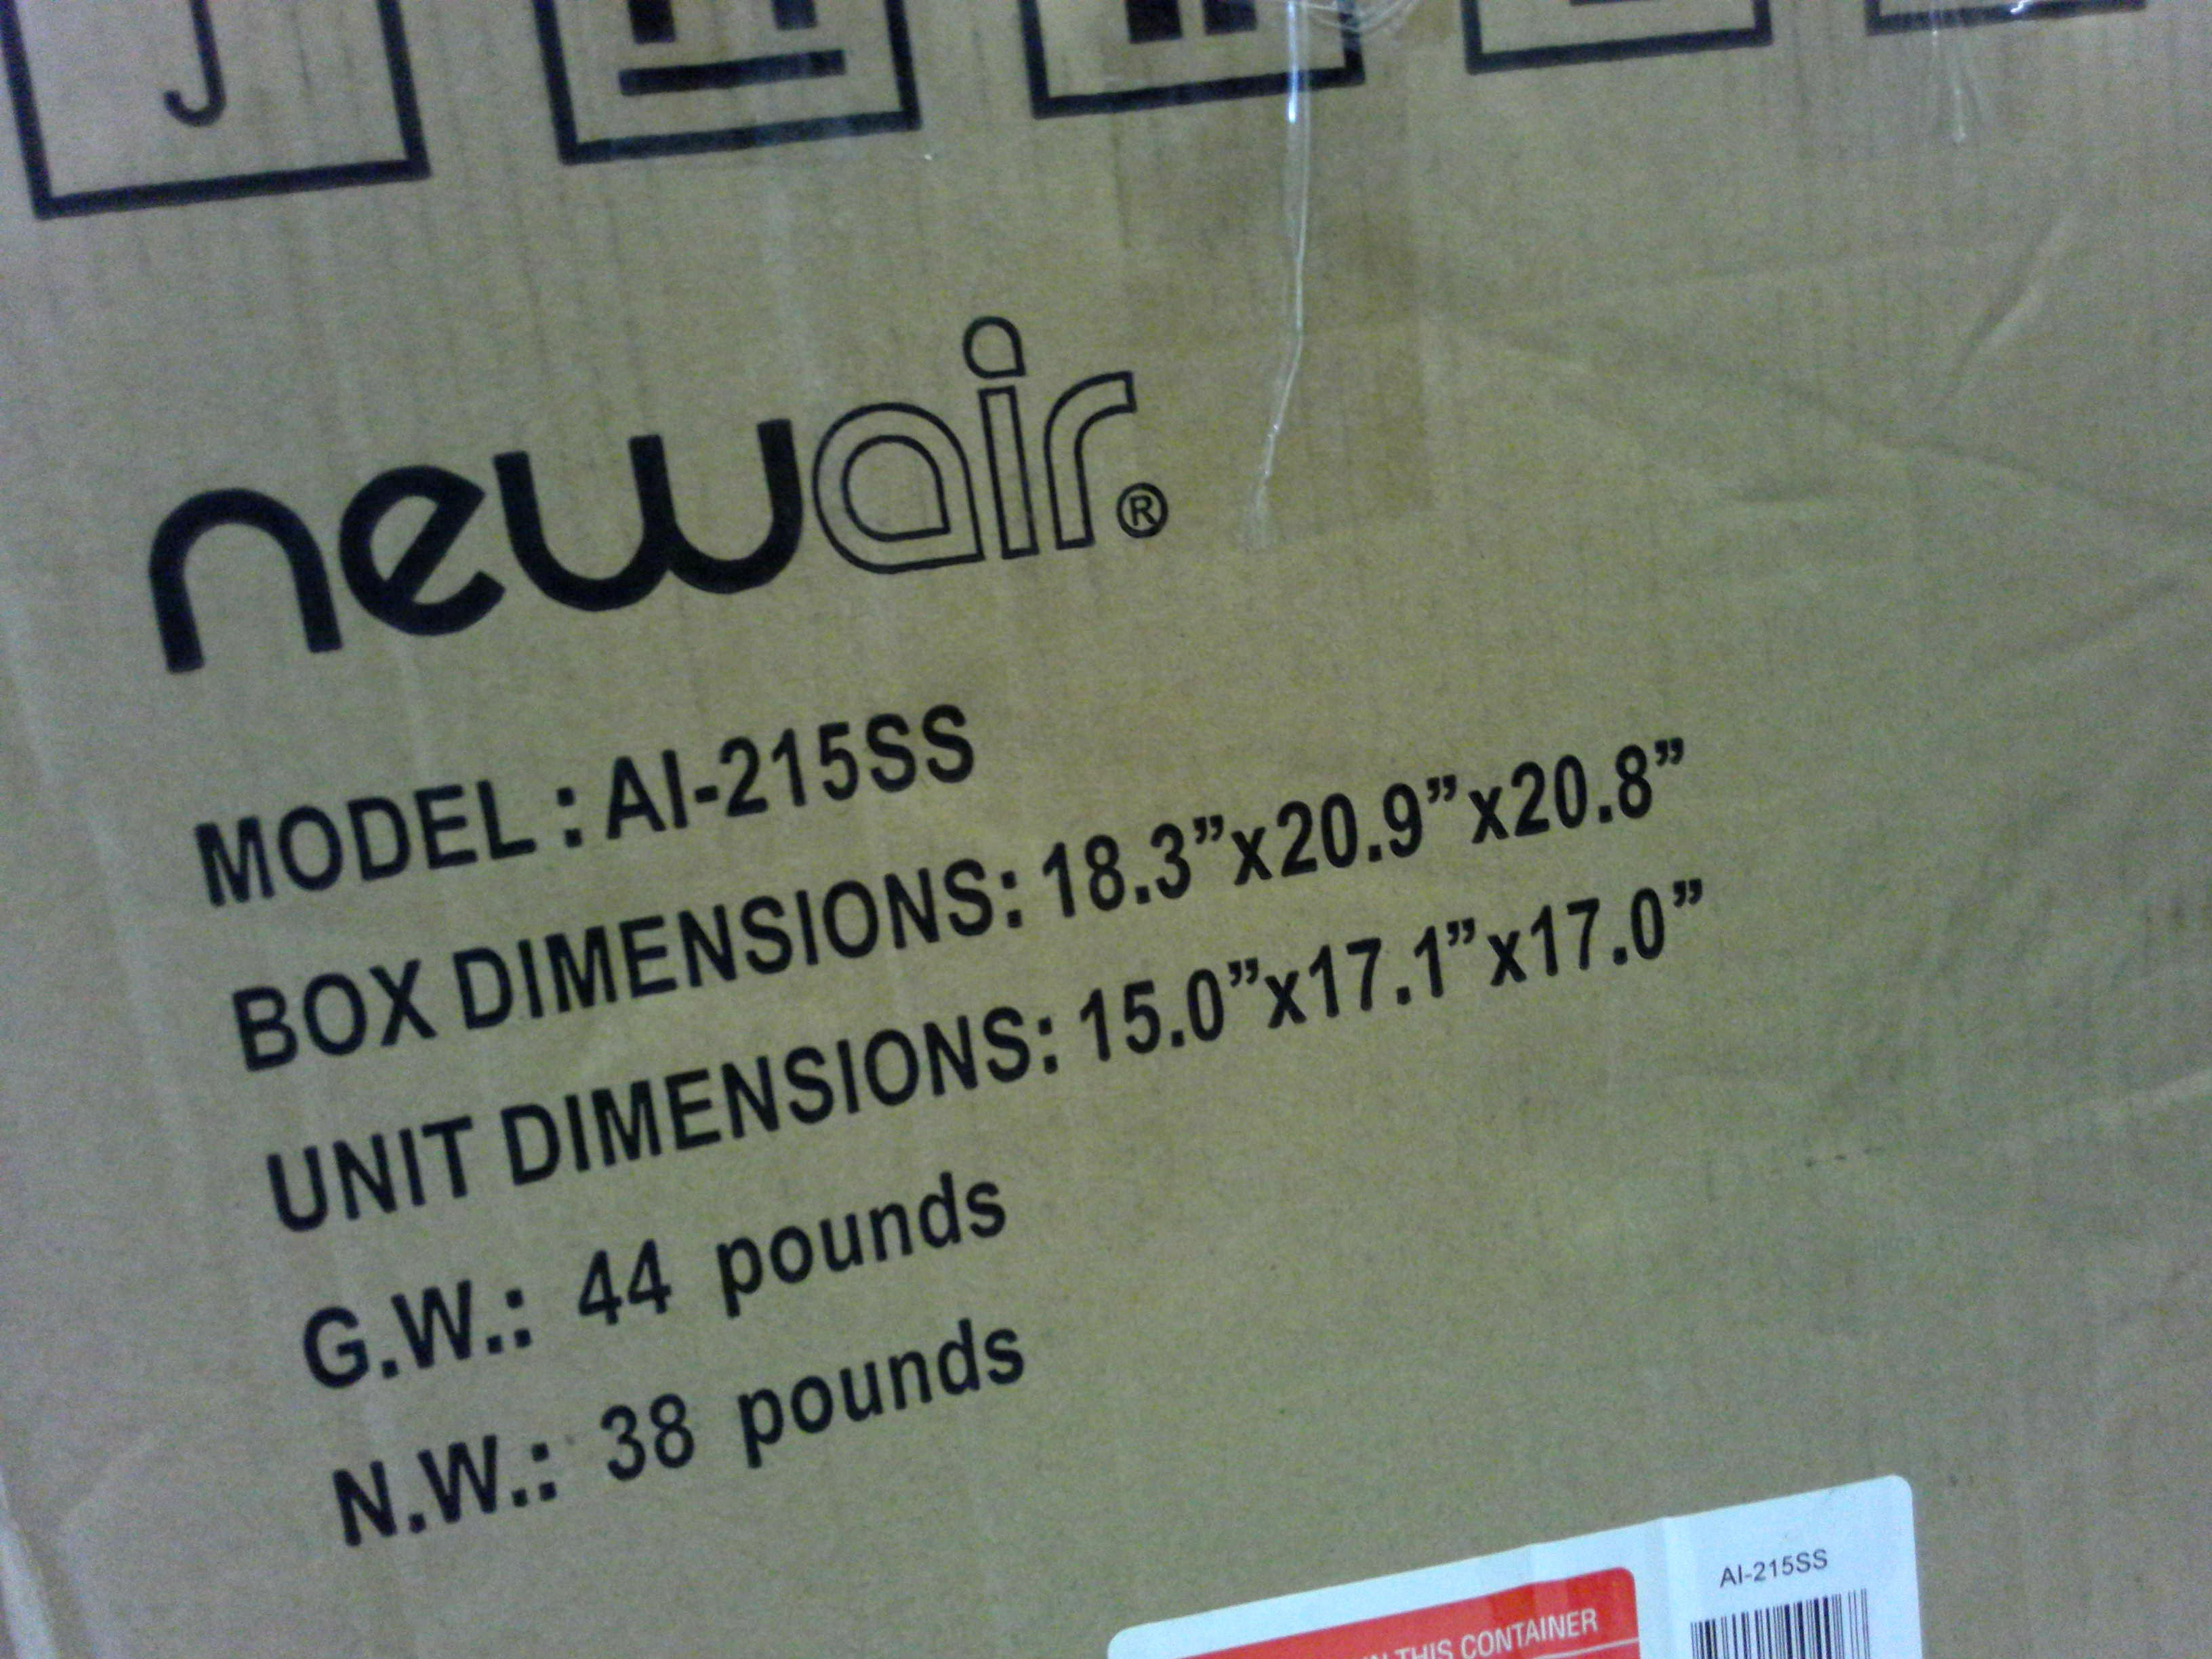 newair®
MODEL : AI-215SS
BOX DIMENSIONS: 18.3”x20.9”x20.8”
UNIT DIMENSIONS: 15.0”x17.1”x17.0”
G.W.: 44 pounds
N.W.: 38 pounds
AI-215SS
THIS CONTAINER